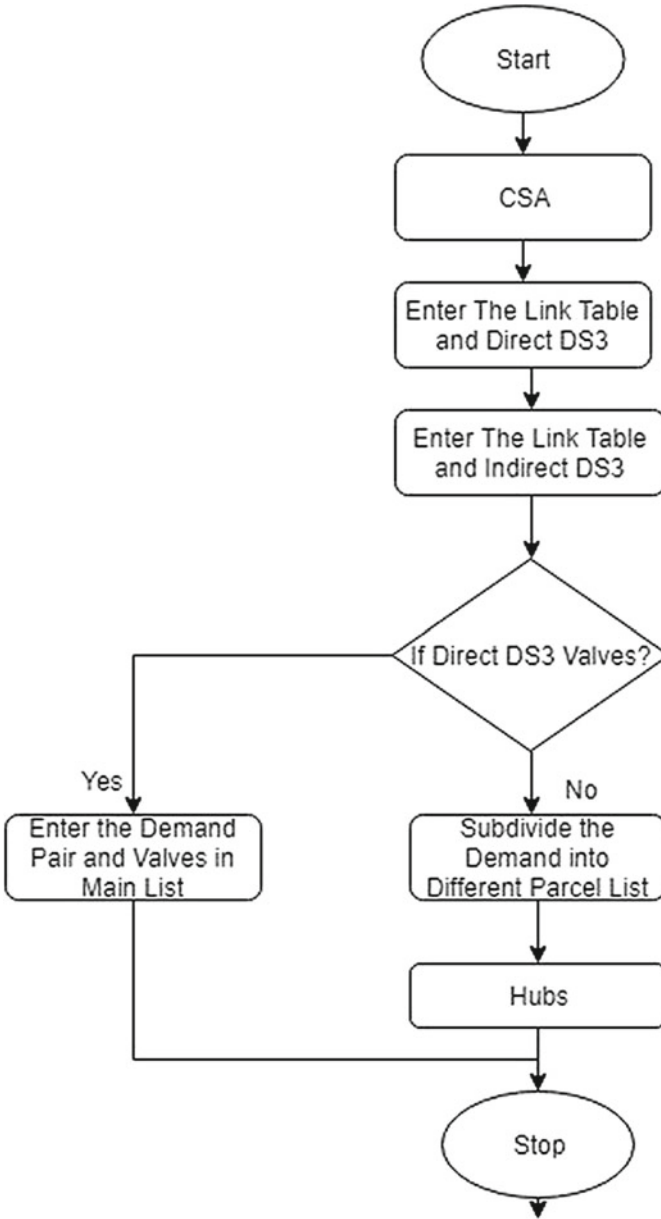 Start
CSA
Enter The Link Table
and Direct DS3
Enter The Link Table
and Indirect DS3
If Direct DS3 Valves?
Yes
No
Enter the Demand
Pair and Valves in
Main List
Subdivide the
Demand into
Different Parcel List
Hubs
Stop